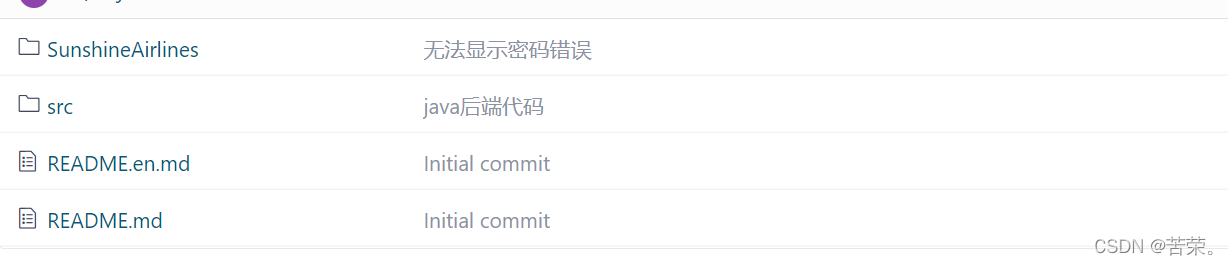 SunshineAirlines 无法显示密码错误
src java后端代码
README.en.md Initial commit
README.md Initial commit
CSDN @苦荣。